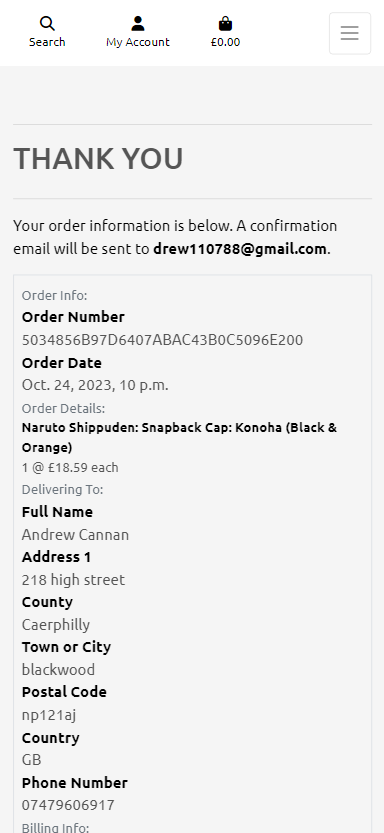 Search
My Account
£0.00
THANK YOU
Your order information is below. A confirmation
email will be sent to drew110788@gmail.com.
Order Info:
Order Number
5034856B97D6407ABAC43B0C5096E200
Order Date
Oct. 24, 2023, 10 p.m.
Order Details:
Naruto Shippuden: Snapback Cap: Konoha (Black &
Orange)
1 @ £18.59 each
Delivering To:
Full Name
Andrew Cannan
Address 1
218 high street
County
Caerphilly
Town or City
blackwood
Postal Code
np121aj
Country
GB
Phone Number
07479606917
Billing Info: